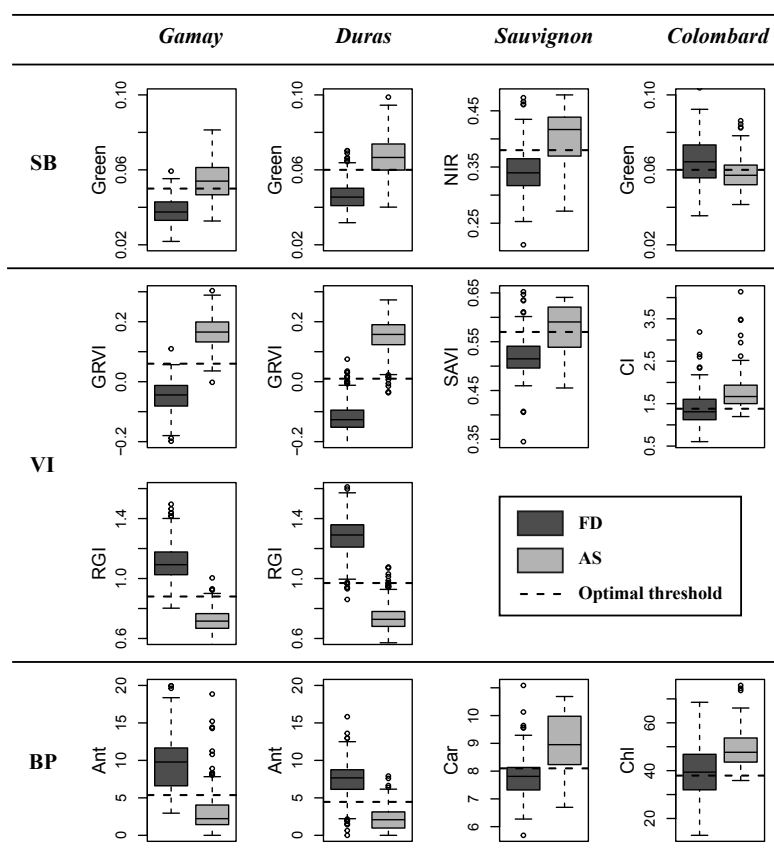 Gamay Duras Sauvignon Colombard
SB
Green 0.02 0.06 0.10
Green 0.02 0.06 0.10
NIR 0.25 0.35 0.45
Green 0.02 0.06 0.10
VI
GRVI −0.2 0.0 0.2
GRVI −0.2 0.0 0.2
SAVI 0.35 0.45 0.55 0.65
CI 0.5 1.5 2.5 3.5
RGI 0.6 1.0 1.4
RGI 0.6 1.0 1.4
FD
AS
Optimal threshold
BP
Ant 0 5 10 15 20
Ant 0 5 10 15 20
Car 6 7 8 9 10 11
Chl 20 40 60